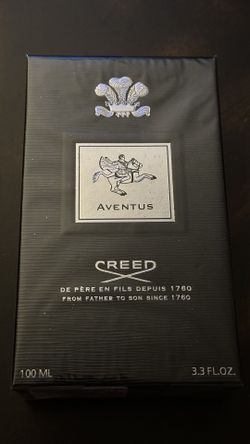 AVENTUS
CREED
DE PÈRE EN FILS DEPUIS 1760
FROM FATHER TO SON SINCE 1760
100 ML 3.3 FL.OZ.